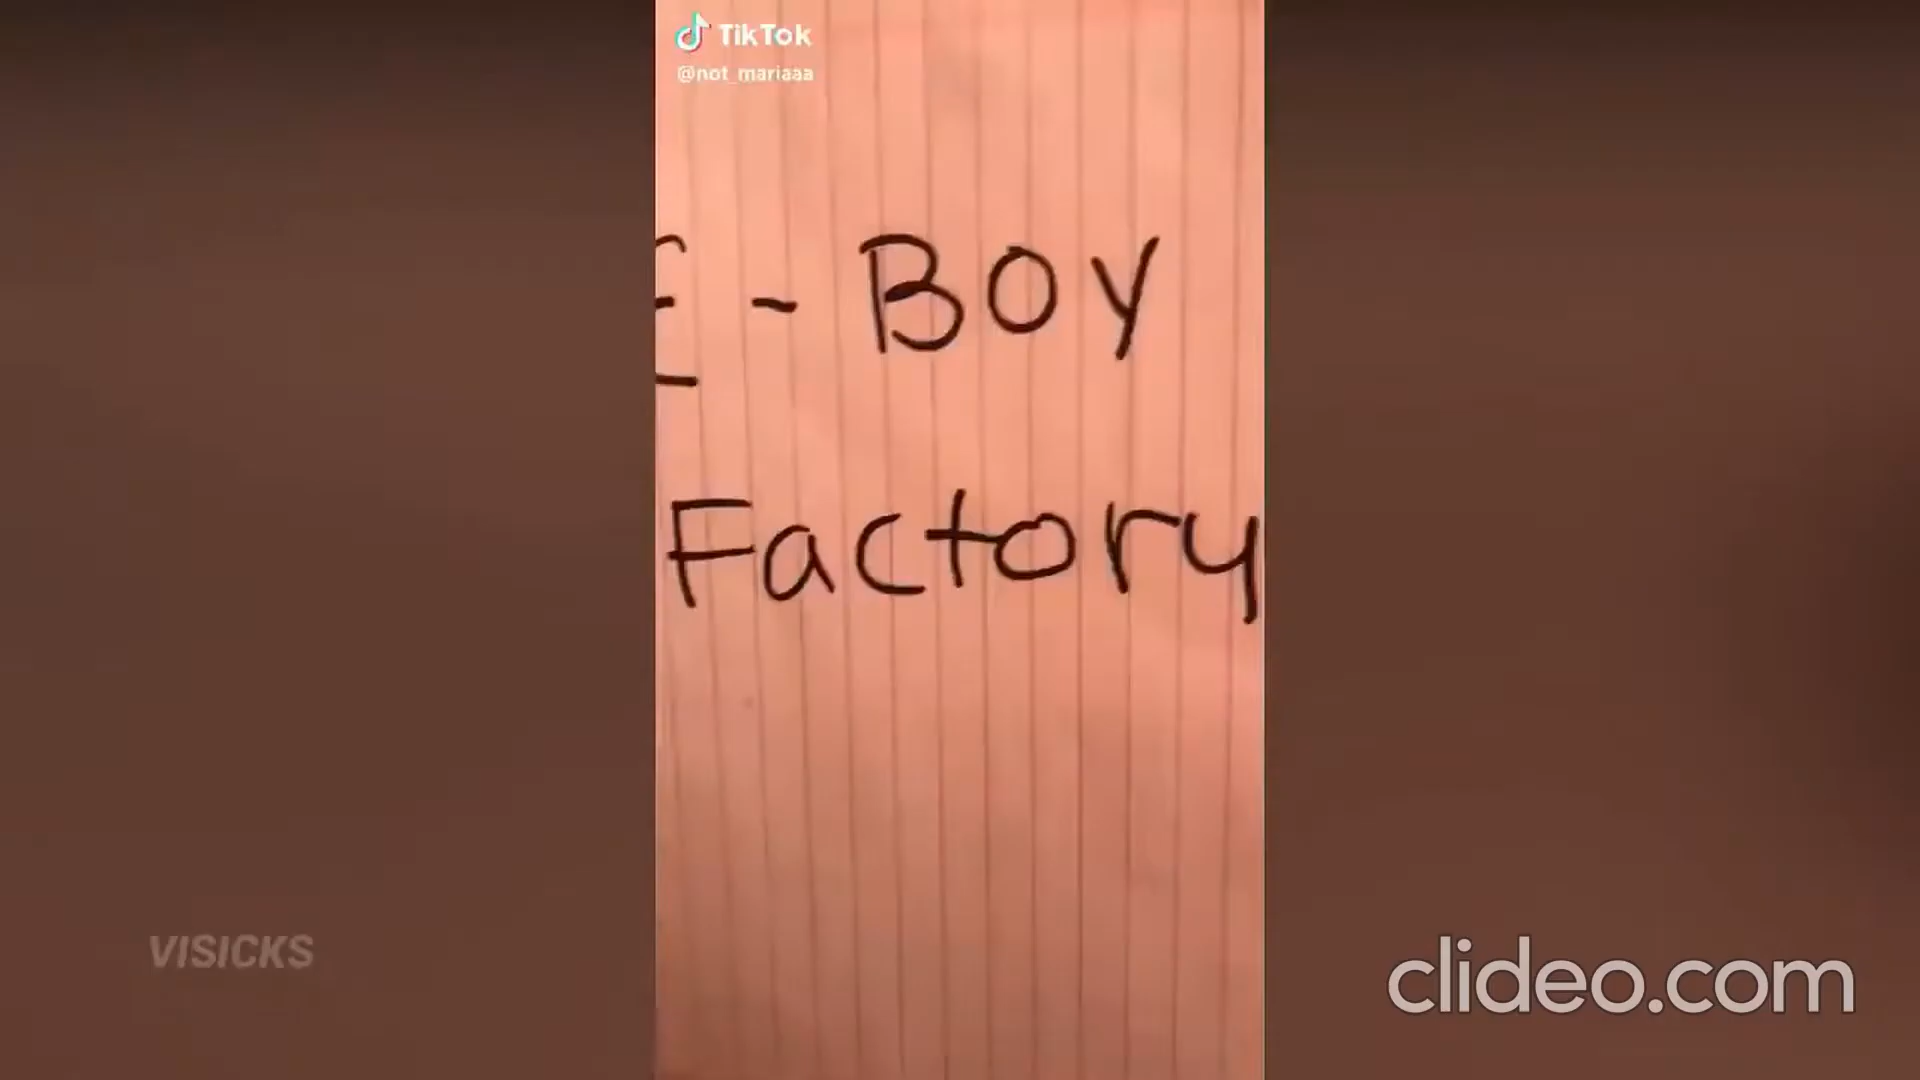 TikTok
@not_mariaaa
E - BOY
Factory
VISICKS
clideo.com